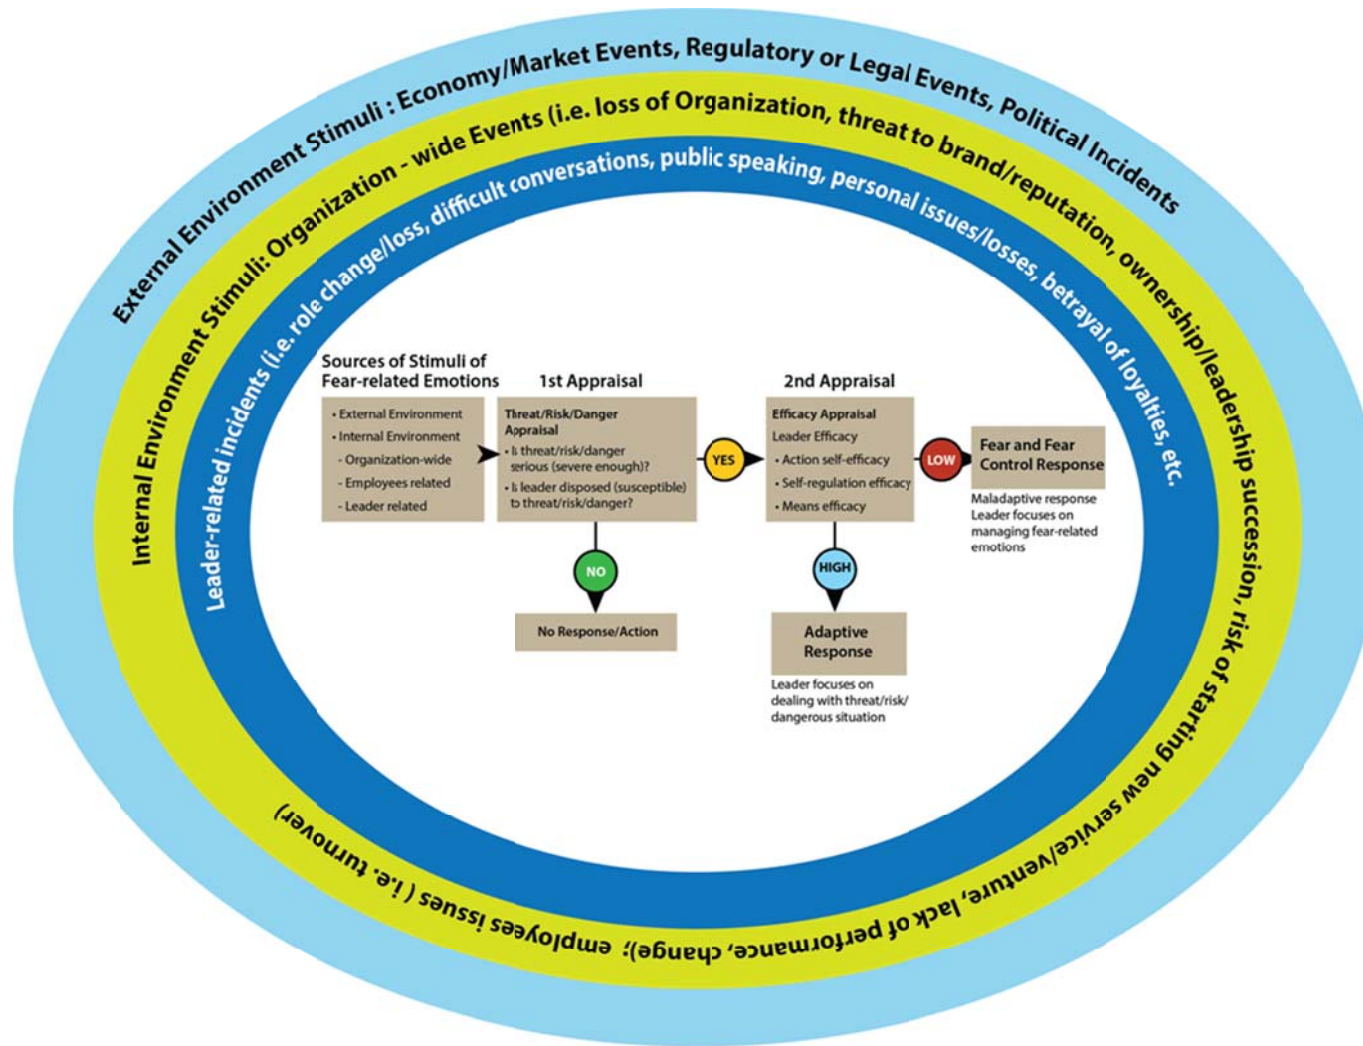 External Environment Stimuli : Economy/Market Events, Regulatory or Legal Events, Political Incidents
Internal Environment Stimuli: Organization - wide Events (i.e. loss of Organization, threat to brand/reputation, ownership/leadership succession, risk of starting new service/venture, lack of performance, change); employees issues ( i.e. turnover)
Leader-related incidents (i.e. role change/loss, difficult conversations, public speaking, personal issues/losses, betrayal of loyalties, etc.
Sources of Stimuli of
Fear-related Emotions
• External Environment
• Internal Environment
- Organization-wide
- Employees related
- Leader related
1st Appraisal
Threat/Risk/Danger
Appraisal
• Is threat/risk/danger
serious (severe enough)?
• Is leader disposed (susceptible)
to threat/risk/danger?
YES
NO
No Response/Action
2nd Appraisal
Efficacy Appraisal
Leader Efficacy
• Action self-efficacy
• Self-regulation efficacy
• Means efficacy
LOW
HIGH
Fear and Fear
Control Response
Maladaptive response
Leader focuses on
managing fear-related
emotions
Adaptive
Response
Leader focuses on
dealing with threat/risk/
dangerous situation